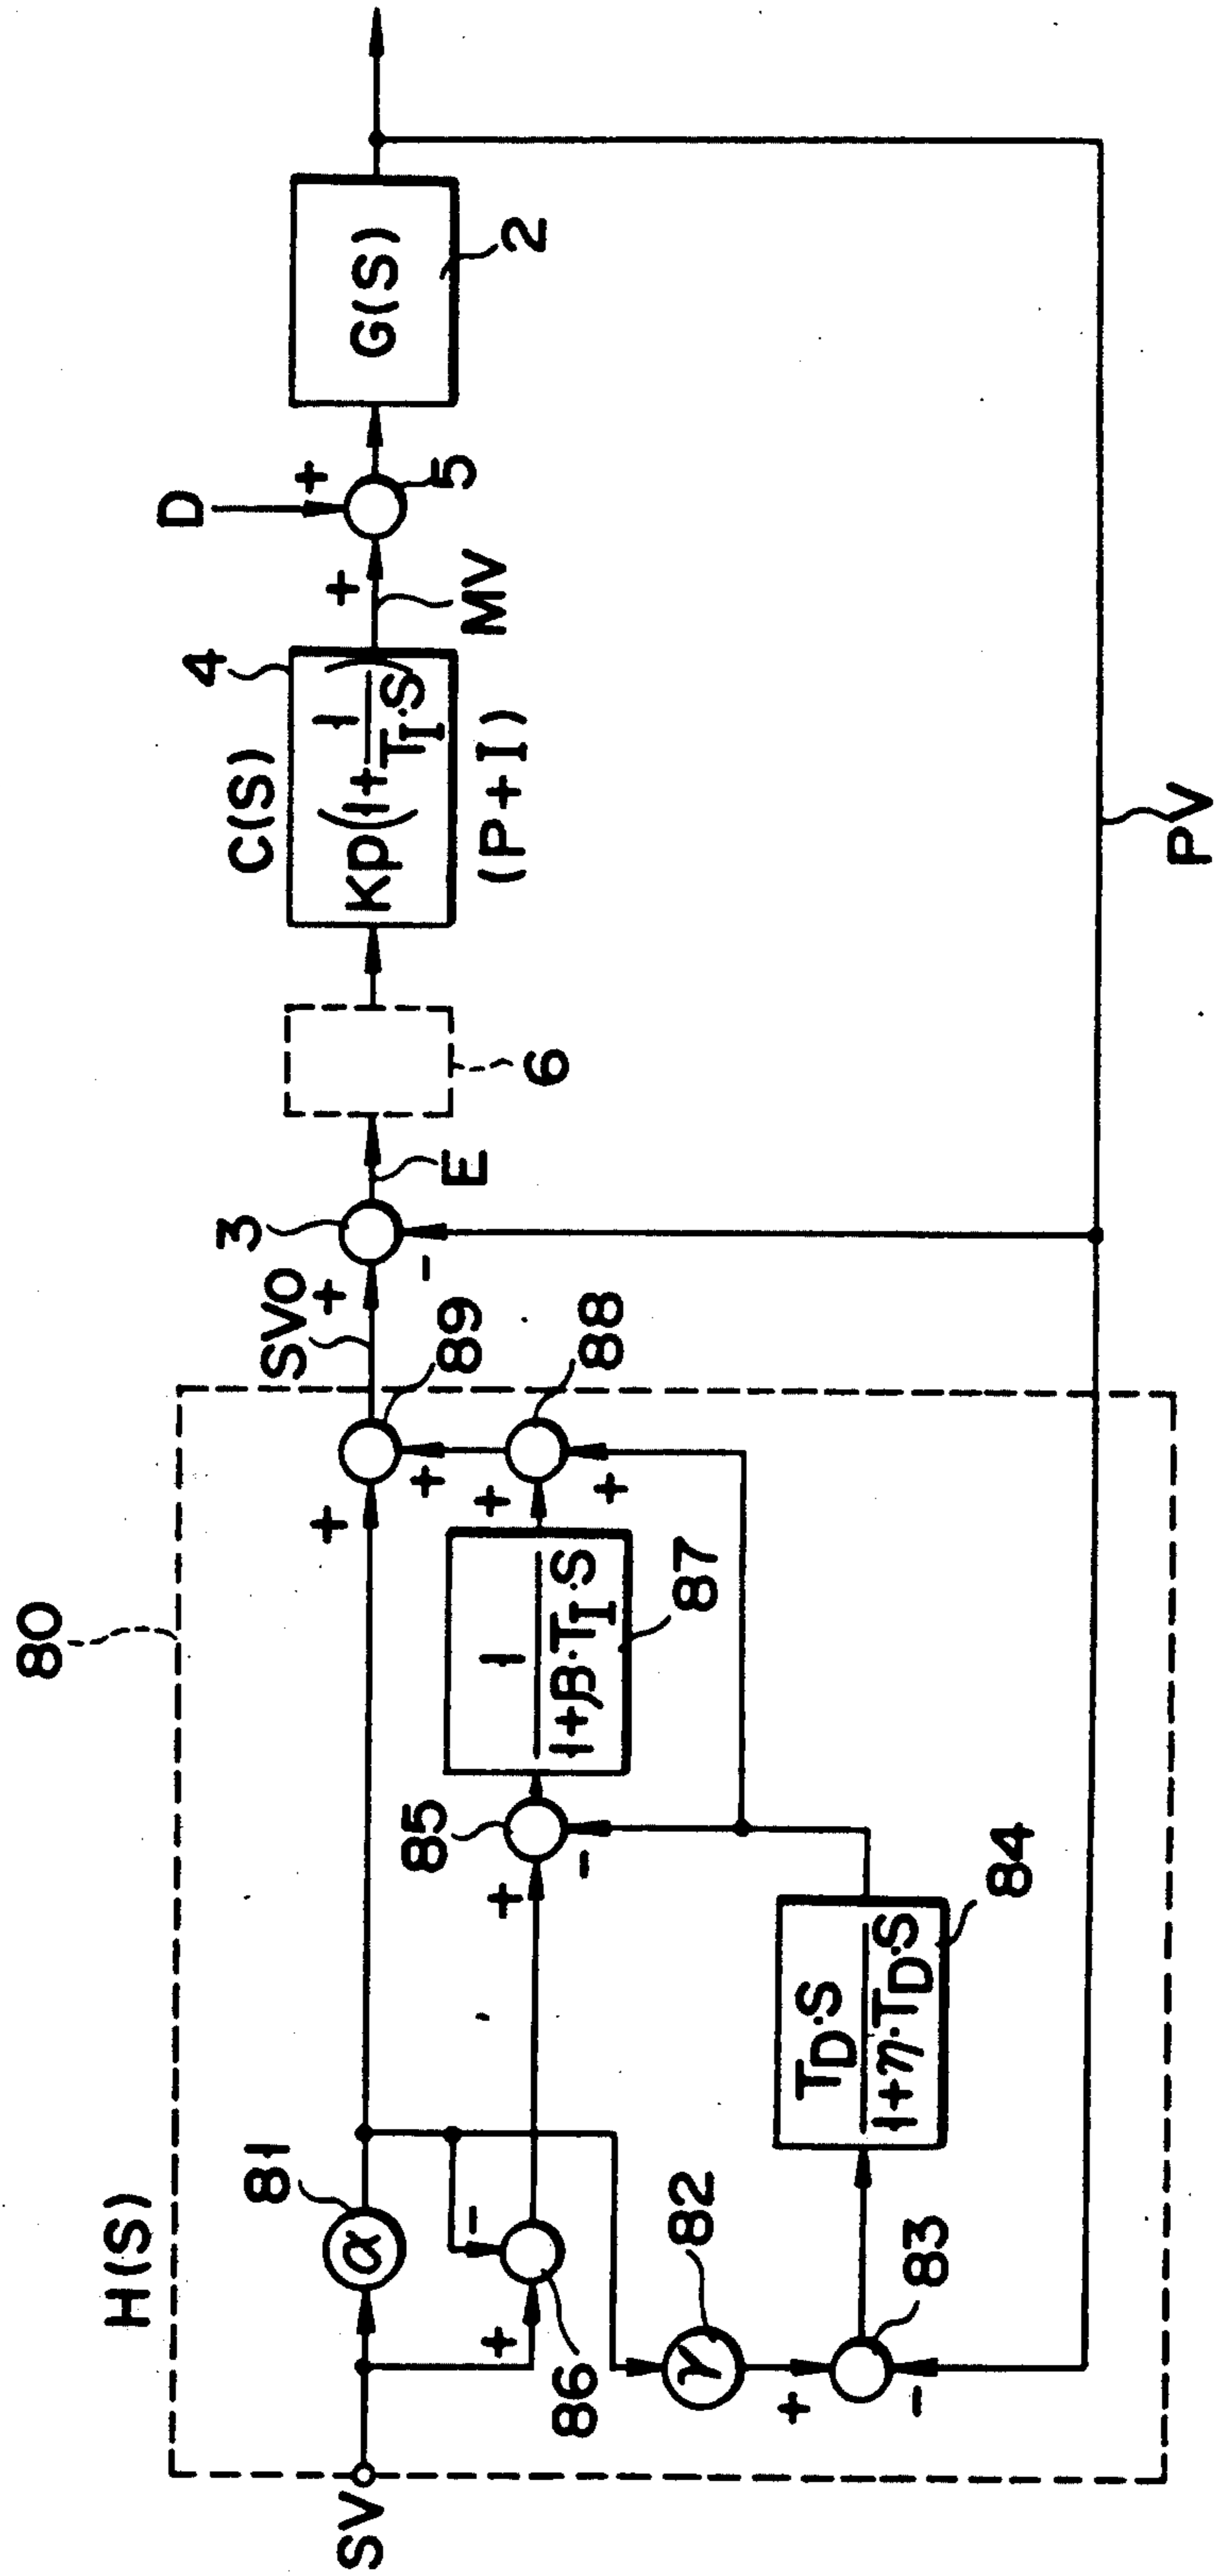 80
H(S)
SV
81
α
86
82
γ
83
84
T_D·S
1+η·T_D·S
85
87
1
1+β·T_I·S
88
89
SVO
3
E
6
C(S)
4
Kp(1+1/T_I·S)
(P+I)
MV
D
5
G(S)
2
PV
+
-
+
+
-
+
-
+
+
+
+
+
-
+
+